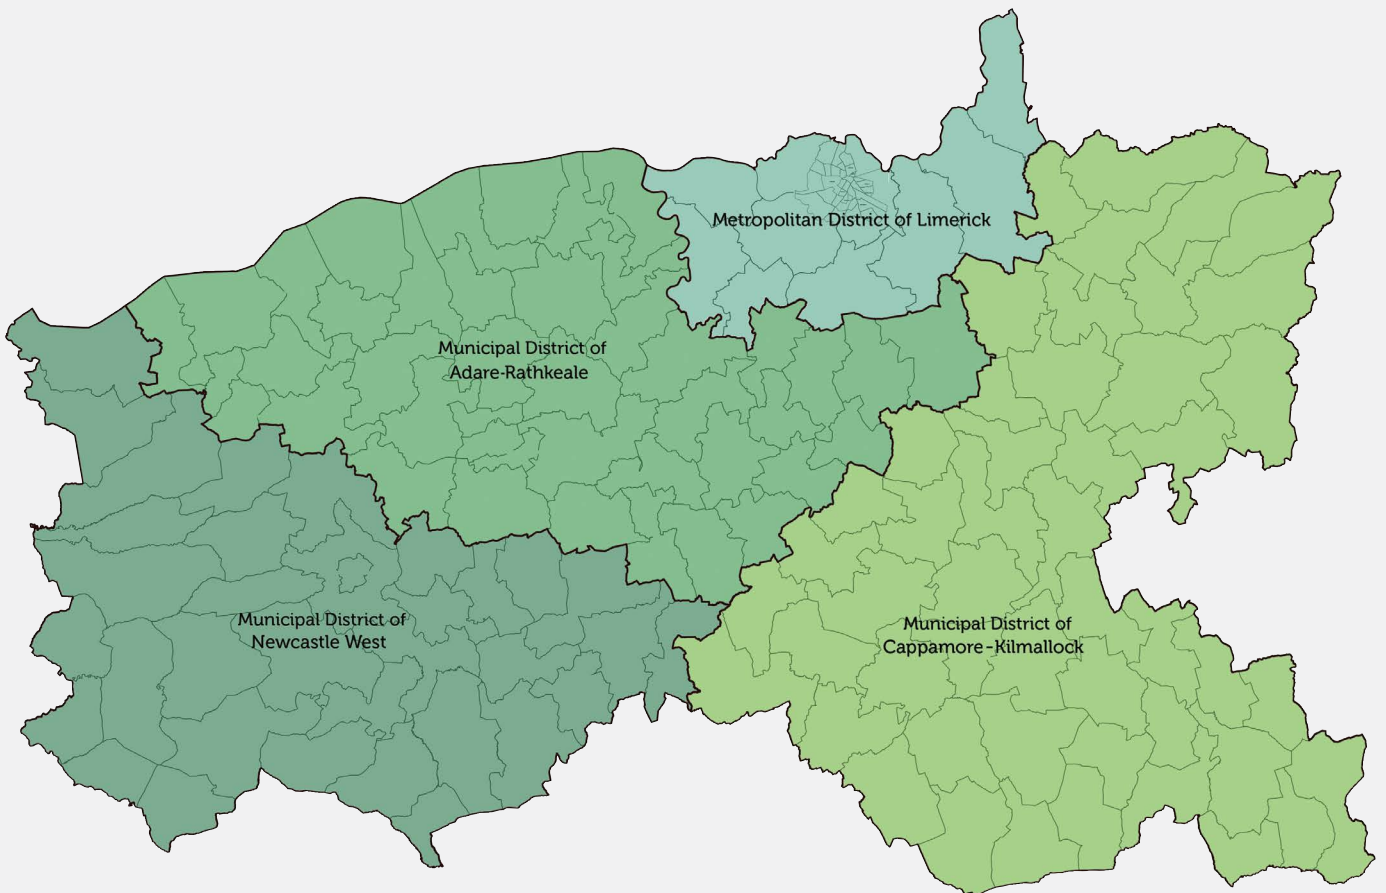 Metropolitan District of Limerick
Municipal District of
Adare-Rathkeale
Municipal District of
Newcastle West
Municipal District of
Cappamore-Kilmallock